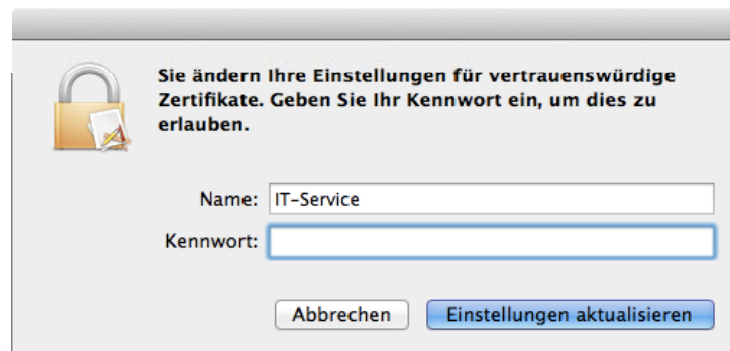 Sie ändern Ihre Einstellungen für vertrauenswürdige
Zertifikate. Geben Sie Ihr Kennwort ein, um dies zu
erlauben.
Name: IT-Service
Kennwort:
Abbrechen Einstellungen aktualisieren